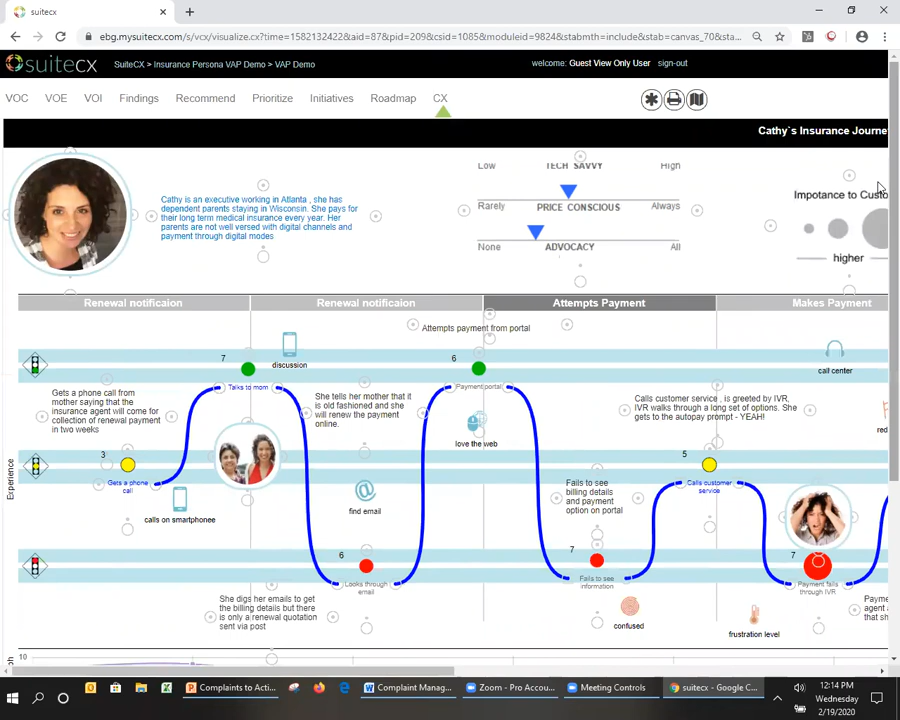 suitecx
ebg.mysuitecx.com/s/vcx/visualize.cx?time=1582132422&aid=87&pid=209&csid=1085&moduleid=9824&stabmth=include&stab=canvas_70&sta...
suitecx
SuiteCX > Insurance Persona VAP Demo > VAP Demo
welcome: Guest View Only User sign-out
VOC VOE VOI Findings Recommend Prioritize Initiatives Roadmap CX
Cathy`s Insurance Journe
Cathy is an executive working in Atlanta , she has
dependent parents staying in Wisconsin. She pays for
their long term medical insurance every year. Her
parents are not well versed with digital channels and
payment through digital modes
Low TECH SAVVY High
Rarely PRICE CONSCIOUS Always
None ADVOCACY All
Impotance to Custo
higher
Renewal notificaion Renewal notificaion Attempts Payment Makes Payment
Attempts payment from portal
7
discussion
6
call center
Talks to mom
Payment portal
Gets a phone call from
mother saying that the
insurance agent will come for
collection of renewal payment
in two weeks
She tells her mother that it
is old fashioned and she
will renew the payment
online.
love the web
Calls customer service , is greeted by IVR,
IVR walks through a long set of options. She
gets to the autopay prompt - YEAH!
red
Experience
3
Gets a phone
call
calls on smartphonee
find email
Fails to see
billing details
and payment
option on portal
5
Calls customer
service
6
Looks through
email
7
Fails to see
information
7
Payment fails
through IVR
She digs her emails to get
the billing details but there
is only a renewal quotation
sent via post
confused
frustration level
Payme
agent a
that sh
10
Complaints to Acti...
Complaint Manag...
Zoom - Pro Accou...
Meeting Controls
suitecx - Google C...
12:14 PM
Wednesday
2/19/2020